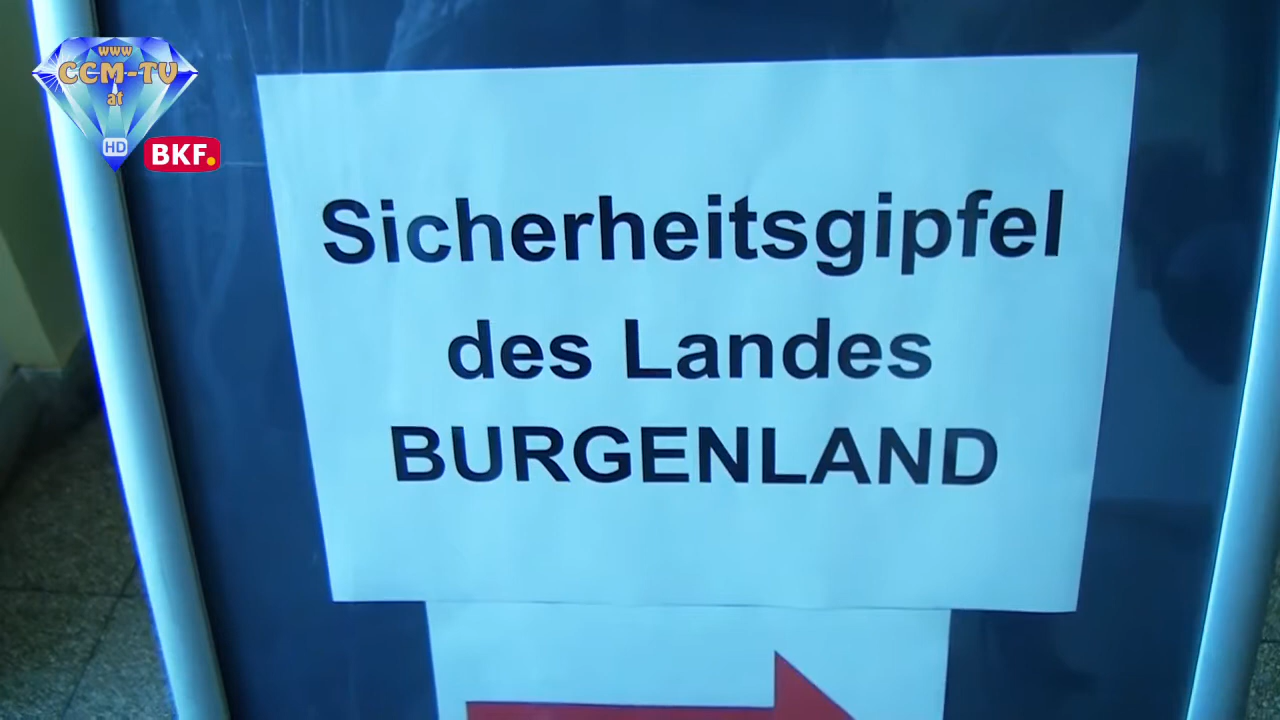 www
CCM-TV
at
HD
BKF.
Sicherheitsgipfel
des Landes
BURGENLAND